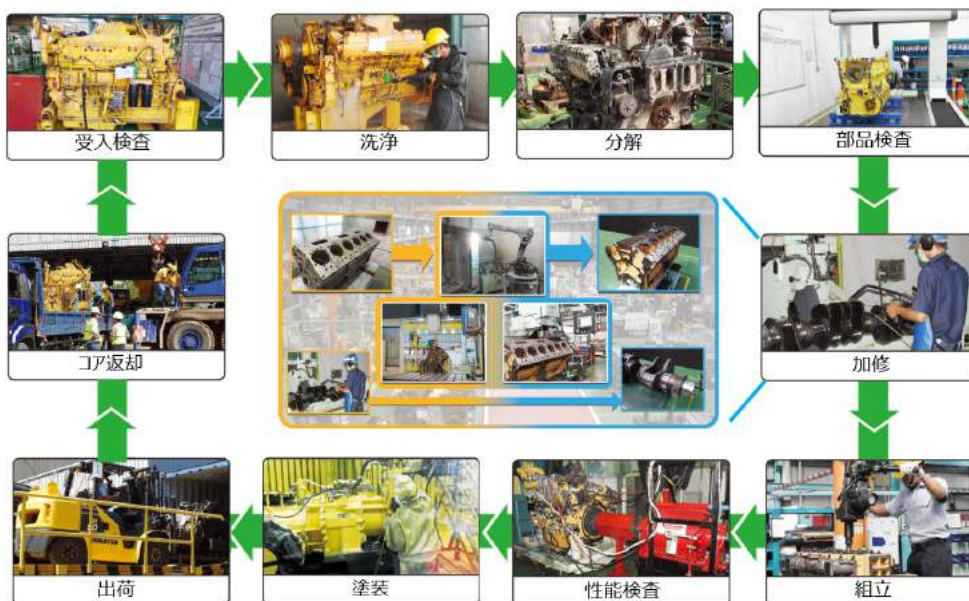 受入検査
洗浄
分解
部品検査
コア返却
加修
出荷
塗装
性能検査
組立
KOMATSU